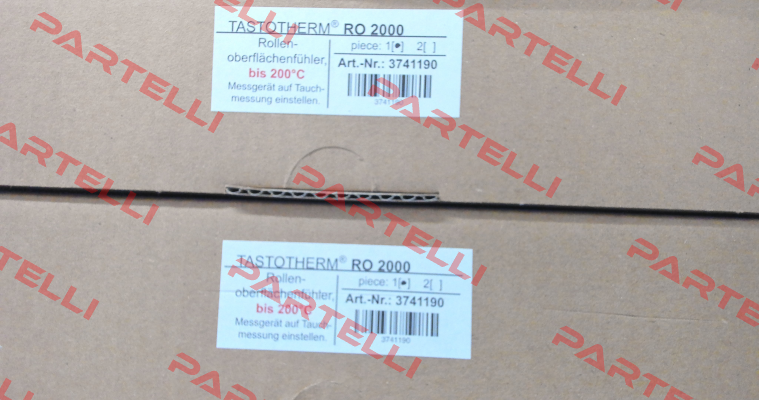 TASTOTHERM® RO 2000
Rollen-
oberflächenfühler,
bis 200°C
Messgerät auf Tauch-
messung einstellen.
piece: 1[•] 2[ ]
Art.-Nr.: 3741190
3741190
TASTOTHERM® RO 2000
Rollen-
oberflächenfühler,
bis 200°C
Messgerät auf Tauch-
messung einstellen.
piece: 1[•] 2[ ]
Art.-Nr.: 3741190
3741190
PARTELLI
PARTELLI
PARTELLI
PARTELLI
PARTELLI
PARTELLI
PARTELLI
PARTELLI
PARTELLI
PARTELLI